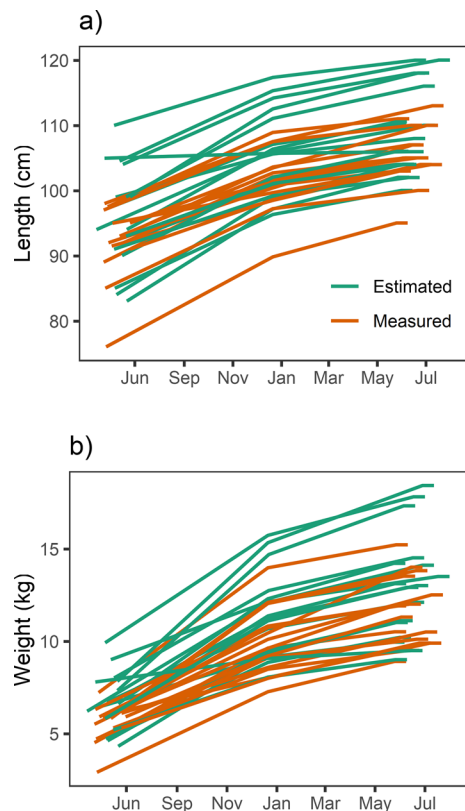 a)
120
110
100
90
80
Length (cm)
Estimated
Measured
Jun Sep Nov Jan Mar May Jul
b)
15
10
5
Weight (kg)
Jun Sep Nov Jan Mar May Jul